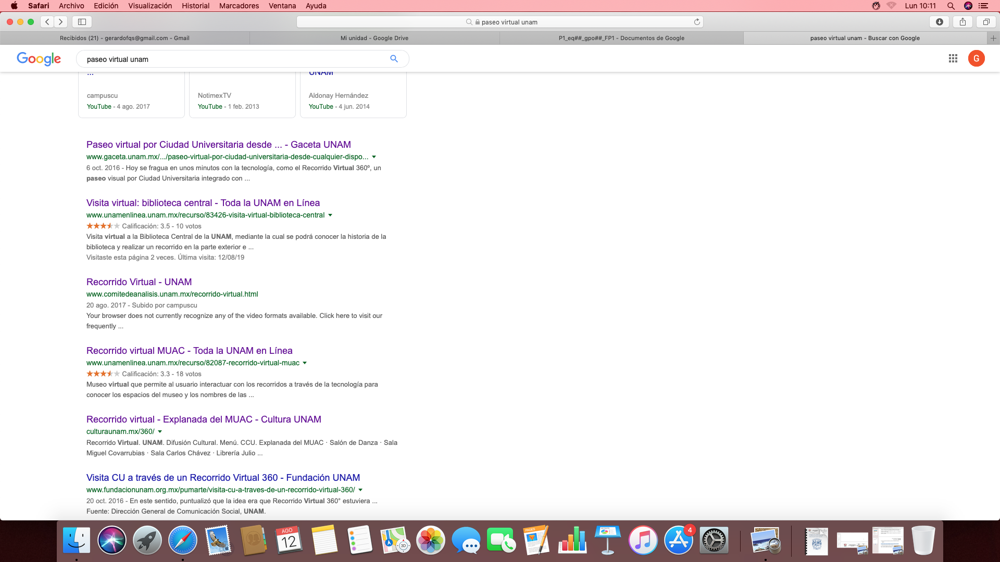 Safari Archivo Edición Visualización Historial Marcadores Ventana Ayuda Lun 10:11
paseo virtual unam
Recibidos (21) - gerardofqs@gmail.com - Gmail
Mi unidad - Google Drive
P1_eq##_gpo##_FP1 - Documentos de Google
paseo virtual unam - Buscar con Google
Google
paseo virtual unam
G
...
UNAM
campuscu
YouTube - 4 ago. 2017
NotimexTV
YouTube - 1 feb. 2013
Aldonay Hernández
YouTube - 4 jun. 2014
Paseo virtual por Ciudad Universitaria desde ... - Gaceta UNAM
www.gaceta.unam.mx/.../paseo-virtual-por-ciudad-universitaria-desde-cualquier-dispo...
6 oct. 2016 - Hoy se fragua en unos minutos con la tecnología, como el Recorrido Virtual 360º, un
paseo visual por Ciudad Universitaria integrado con ...
Visita virtual: biblioteca central - Toda la UNAM en Línea
www.unamenlinea.unam.mx/recurso/83426-visita-virtual-biblioteca-central
Calificación: 3.5 - 10 votos
Visita virtual a la Biblioteca Central de la UNAM, mediante la cual se podrá conocer la historia de la
biblioteca y realizar un recorrido en la parte exterior e ...
Visitaste esta página 2 veces. Última visita: 12/08/19
Recorrido Virtual - UNAM
www.comitedeanalisis.unam.mx/recorrido-virtual.html
20 ago. 2017 - Subido por campuscu
Your browser does not currently recognize any of the video formats available. Click here to visit our
frequently ...
Recorrido virtual MUAC - Toda la UNAM en Línea
www.unamenlinea.unam.mx/recurso/82087-recorrido-virtual-muac
Calificación: 3.3 - 18 votos
Museo virtual que permite al usuario interactuar con los recorridos a través de la tecnología para
conocer los espacios del museo y los nombres de las ...
Recorrido virtual - Explanada del MUAC - Cultura UNAM
culturaunam.mx/360/
Recorrido Virtual. UNAM. Difusión Cultural. Menú. CCU. Explanada del MUAC · Salón de Danza · Sala
Miguel Covarrubias · Sala Carlos Chávez · Librería Julio ...
Visita CU a través de un Recorrido Virtual 360 - Fundación UNAM
www.fundacionunam.org.mx/pumarte/visita-cu-a-traves-de-un-recorrido-virtual-360/
20 oct. 2016 - En este sentido, puntualizó que la idea era que Recorrido Virtual 360° estuviera ...
Fuente: Dirección General de Comunicación Social, UNAM.
AGO
12
3D
PAGES
4